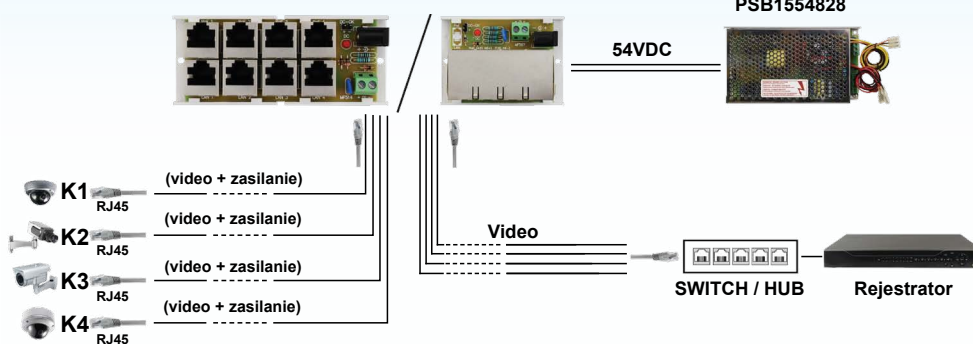 PSB1554828
54VDC
K1 (video + zasilanie)
RJ45
K2 (video + zasilanie)
RJ45
K3 (video + zasilanie)
RJ45
K4 (video + zasilanie)
RJ45
Video
SWITCH / HUB
Rejestrator